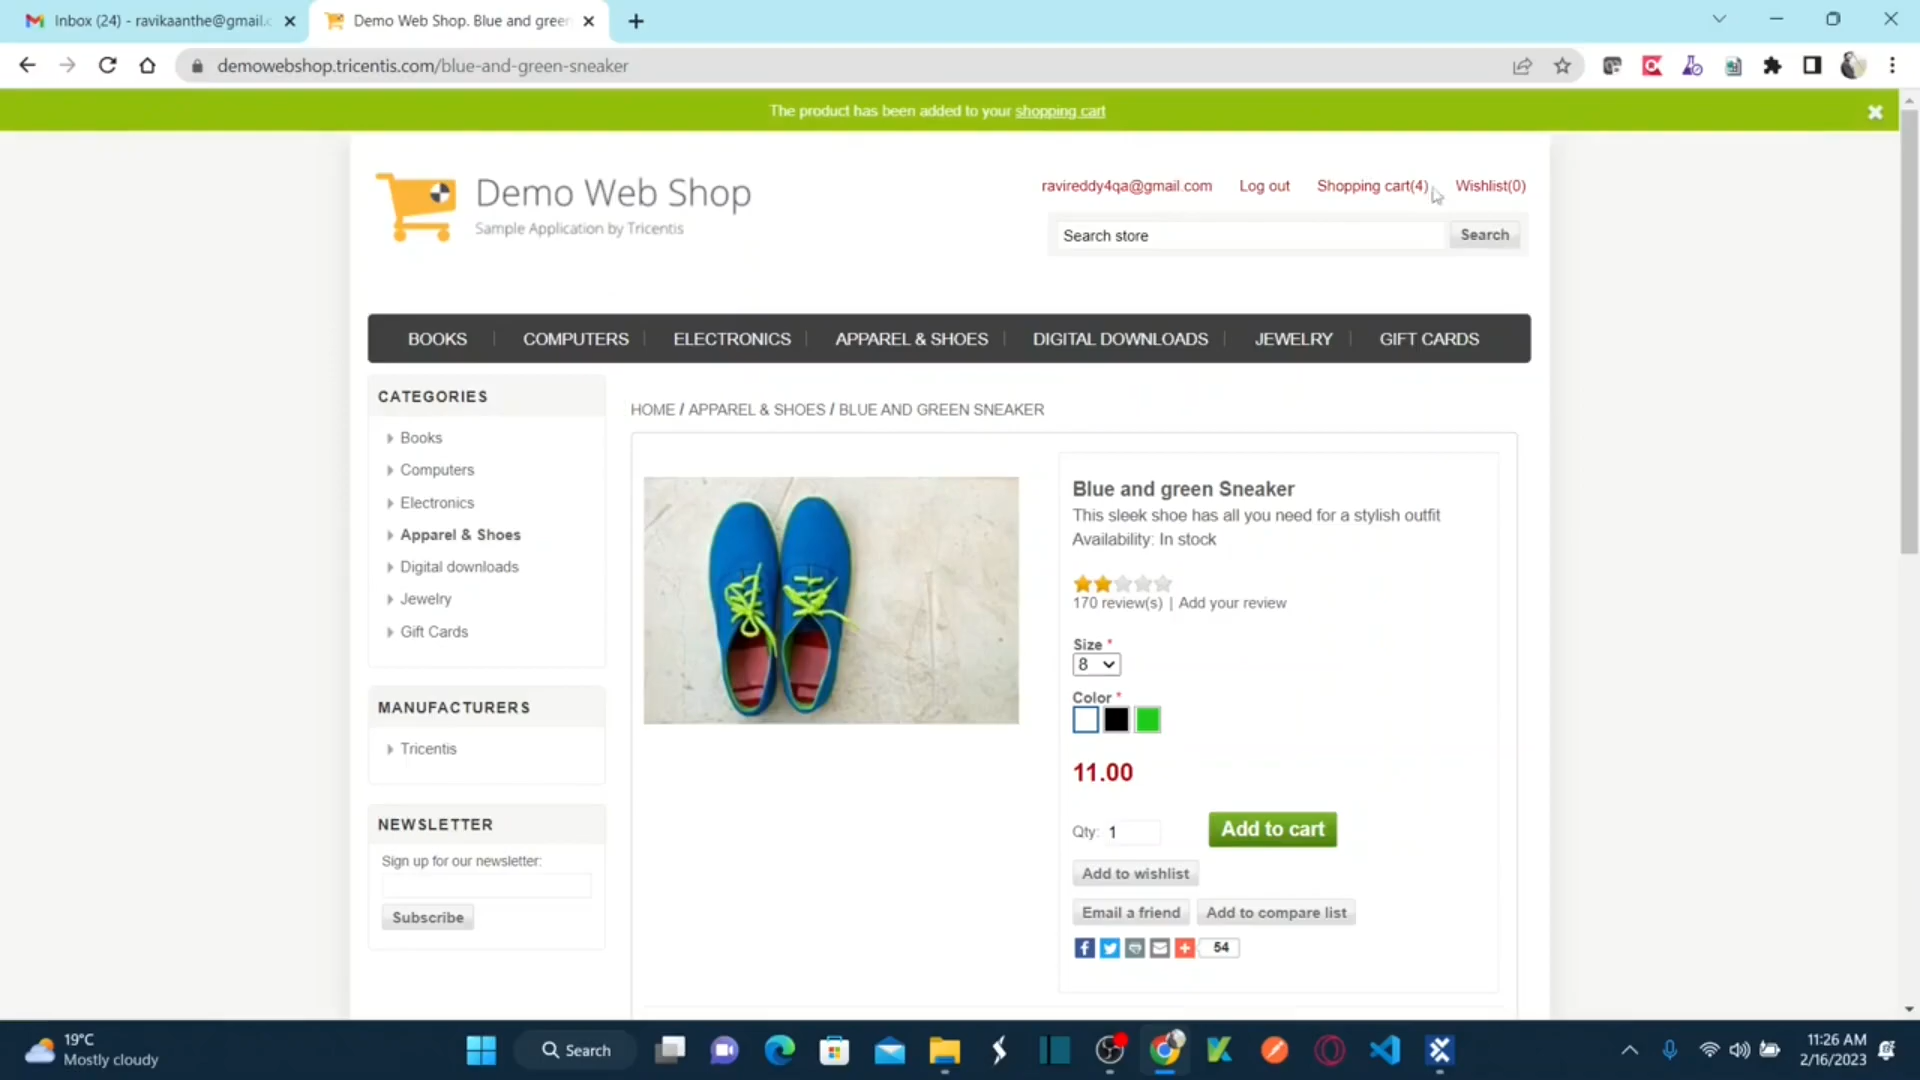 Inbox (24) - ravikaanthe@gmail.c
Demo Web Shop. Blue and green
demowebshop.tricentis.com/blue-and-green-sneaker
The product has been added to your shopping cart
Demo Web Shop
Sample Application by Tricentis
ravireddy4qa@gmail.com Log out Shopping cart(4) Wishlist(0)
Search store Search
BOOKS COMPUTERS ELECTRONICS APPAREL & SHOES DIGITAL DOWNLOADS JEWELRY GIFT CARDS
CATEGORIES
Books
Computers
Electronics
Apparel & Shoes
Digital downloads
Jewelry
Gift Cards
MANUFACTURERS
Tricentis
NEWSLETTER
Sign up for our newsletter:
Subscribe
HOME / APPAREL & SHOES / BLUE AND GREEN SNEAKER
Blue and green Sneaker
This sleek shoe has all you need for a stylish outfit
Availability: In stock
170 review(s) | Add your review
Size *
8
Color *
11.00
Qty: 1 Add to cart
Add to wishlist
Email a friend Add to compare list
54
19°C
Mostly cloudy
Search
11:26 AM
2/16/2023